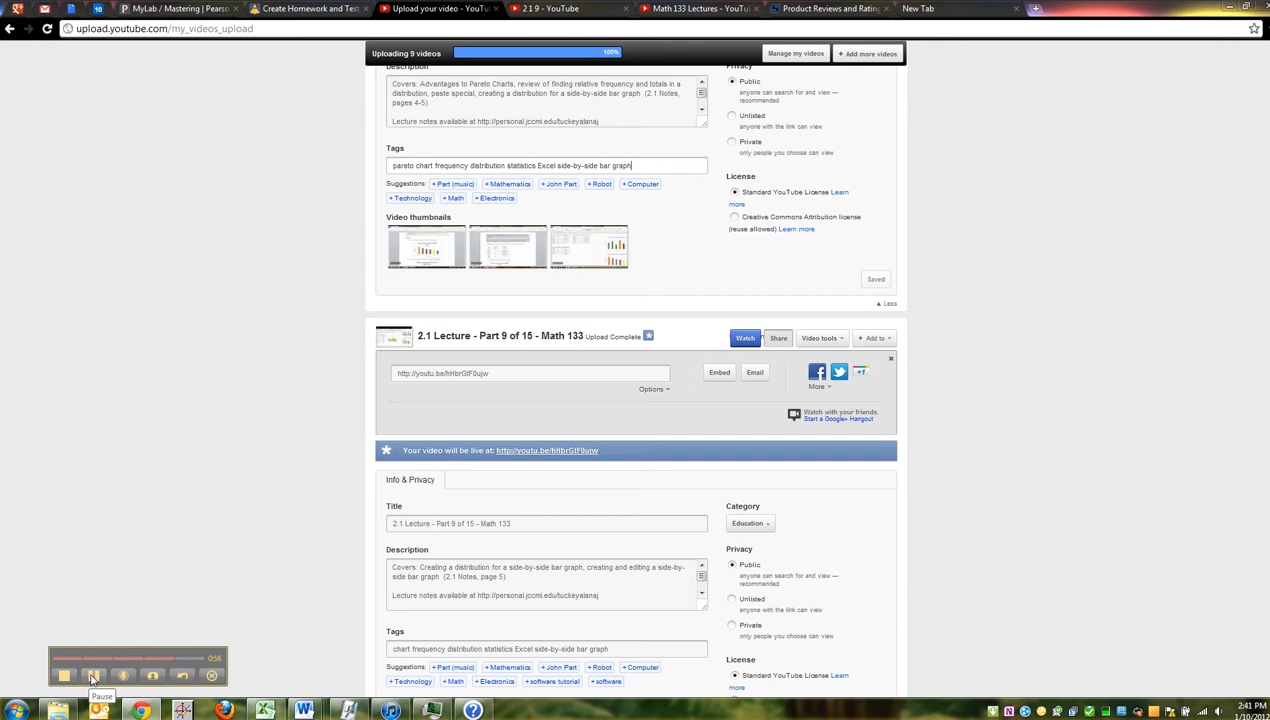 MyLab / Mastering | Pears
Create Homework and Test
Upload your video - YouTu
2 1 9 - YouTube
Math 133 Lectures - YouTub
Product Reviews and Rating
New Tab
upload.youtube.com/my_videos_upload
Uploading 9 videos
100%
Manage my videos
+ Add more videos
Description
Privacy
Covers: Advantages to Pareto Charts, review of finding relative frequency and totals in a
distribution, paste special, creating a distribution for a side-by-side bar graph (2.1 Notes,
pages 4-5)
Lecture notes available at http://personal.jccmi.edu/tuckeyalanaj
Public
anyone can search for and view —
recommended
Unlisted
anyone with the link can view
Private
only people you choose can view
Tags
pareto chart frequency distribution statistics Excel side-by-side bar graph
Suggestions: + Part (music) + Mathematics + John Part + Robot + Computer
+ Technology + Math + Electronics
License
Standard YouTube License Learn
more
Creative Commons Attribution license
(reuse allowed) Learn more
Video thumbnails
Saved
Less
2.1 Lecture - Part 9 of 15 - Math 133 Upload Complete
Watch
Share
Video tools
+ Add to
http://youtu.be/hHbrGtF0ujw
Options
Embed
Email
+1
More
Watch with your friends.
Start a Google+ Hangout
Your video will be live at: http://youtu.be/hHbrGtF0ujw
Info & Privacy
Title
2.1 Lecture - Part 9 of 15 - Math 133
Category
Education
Description
Covers: Creating a distribution for a side-by-side bar graph, creating and editing a side-by-
side bar graph (2.1 Notes, page 5)
Lecture notes available at http://personal.jccmi.edu/tuckeyalanaj
Privacy
Public
anyone can search for and view —
recommended
Unlisted
anyone with the link can view
Private
only people you choose can view
Tags
chart frequency distribution statistics Excel side-by-side bar graph
Suggestions: + Part (music) + Mathematics + John Part + Robot + Computer
+ Technology + Math + Electronics + software tutorial + software
License
Standard YouTube License Learn
more
0:56
Pause
2:41 PM